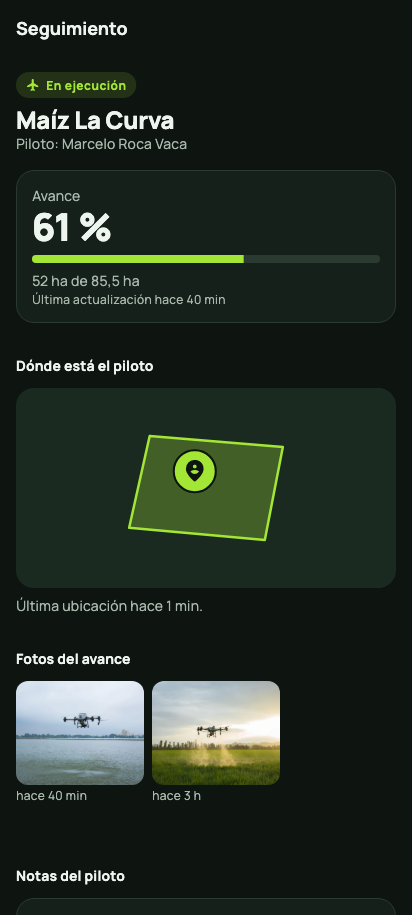 Seguimiento
En ejecución
Maíz La Curva
Piloto: Marcelo Roca Vaca
Avance
61 %
52 ha de 85,5 ha
Última actualización hace 40 min
Dónde está el piloto
Última ubicación hace 1 min.
Fotos del avance
hace 40 min
hace 3 h
Notas del piloto